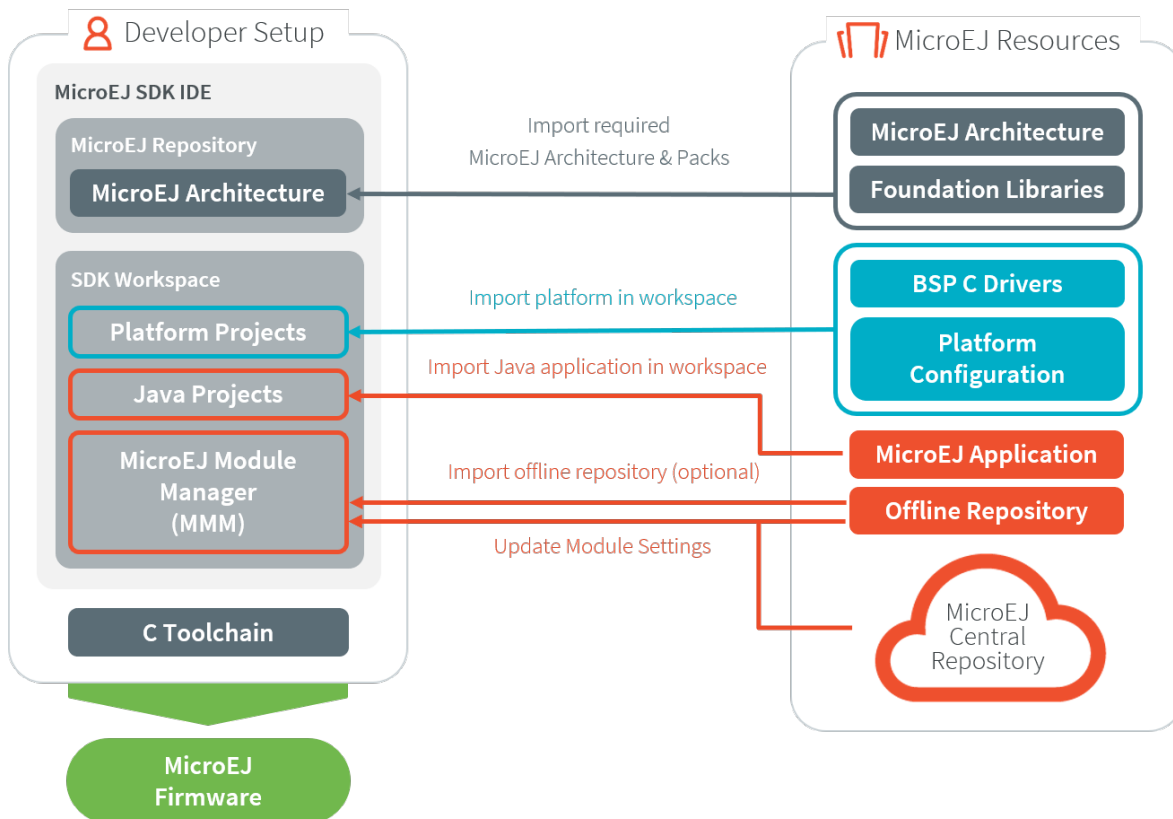 Developer Setup
MicroEJ SDK IDE
MicroEJ Repository
MicroEJ Architecture
SDK Workspace
Platform Projects
Java Projects
MicroEJ Module
Manager
(MMM)
C Toolchain
MicroEJ
Firmware
Import required
MicroEJ Architecture & Packs
Import platform in workspace
Import Java application in workspace
Import offline repository (optional)
Update Module Settings
MicroEJ Resources
MicroEJ Architecture
Foundation Libraries
BSP C Drivers
Platform
Configuration
MicroEJ Application
Offline Repository
MicroEJ
Central
Repository